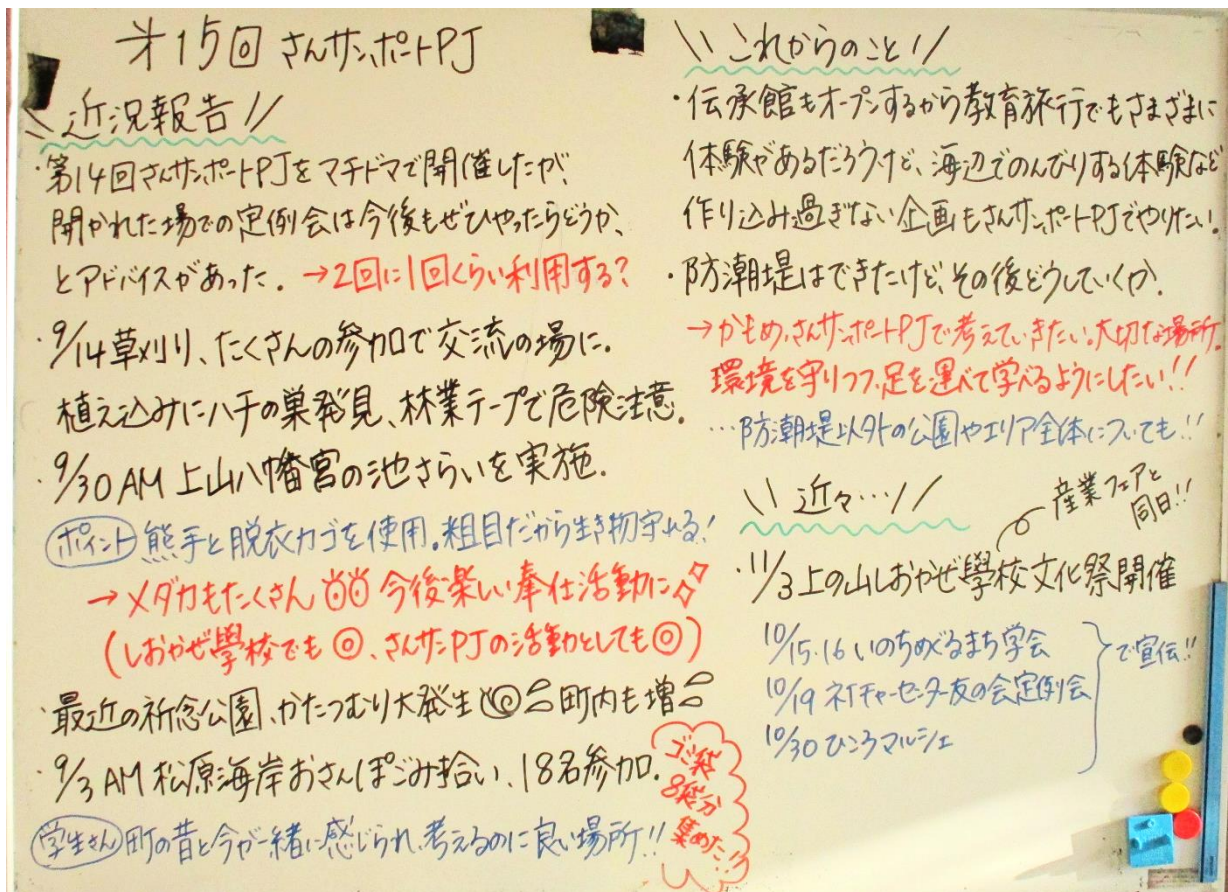 才15回 さんサンポートPJ
\ 近況報告 //
・第14回さんサンポートPJをマチドマで開催したが、
開かれた場での定例会は今後もぜひやったらどうか、
とアドバイスがあった。→2回に1回くらい利用する?
・9/14 草刈り、たくさんの参加で交流の場に。
植え込みにハチの巣発見、林業テープで危険注意。
・9/30 AM 上山八幡宮の池さらいを実施。
ポイント 熊手と脱衣カゴを使用。粗目だから生き物守れる!
→メダカもたくさん 今後楽しい奉仕活動に
(しおかぜ學校でも◎、さんサンPJの活動としても◎)
・最近の祈念公園、かたつむり大発生 町内も増
・9/3 AM 松原海岸おさんぽごみ拾い、18名参加。
ゴミ袋
8袋分
集めた!!
学生さん 町の昔と今が一緒に感じられ、考えるのに良い場所!!
\\ これからのこと //
・伝承館もオープンするから教育旅行でもさまざまに
体験があるだろうけど、海辺でのんびりする体験など
作り込み過ぎない企画もさんサンポートPJでやりたい。
・防潮堤はできたけど、その後どうしていくか。
→かもめ、さんサンポートPJで考えていきたい。大切な場所。
環境を守りつつ、足を運べて学べるようにしたい!!
…防潮堤以外の公園やエリア全体についても!!
\\ 近々… //
産業フェアと
同日!!
・11/3 上の山しおかぜ學校文化祭開催
10/15.16 いのちめぐるまち学会
10/19 ネイチャーセンター友の会定例会
10/30 ひころマルシェ
で宣伝!!